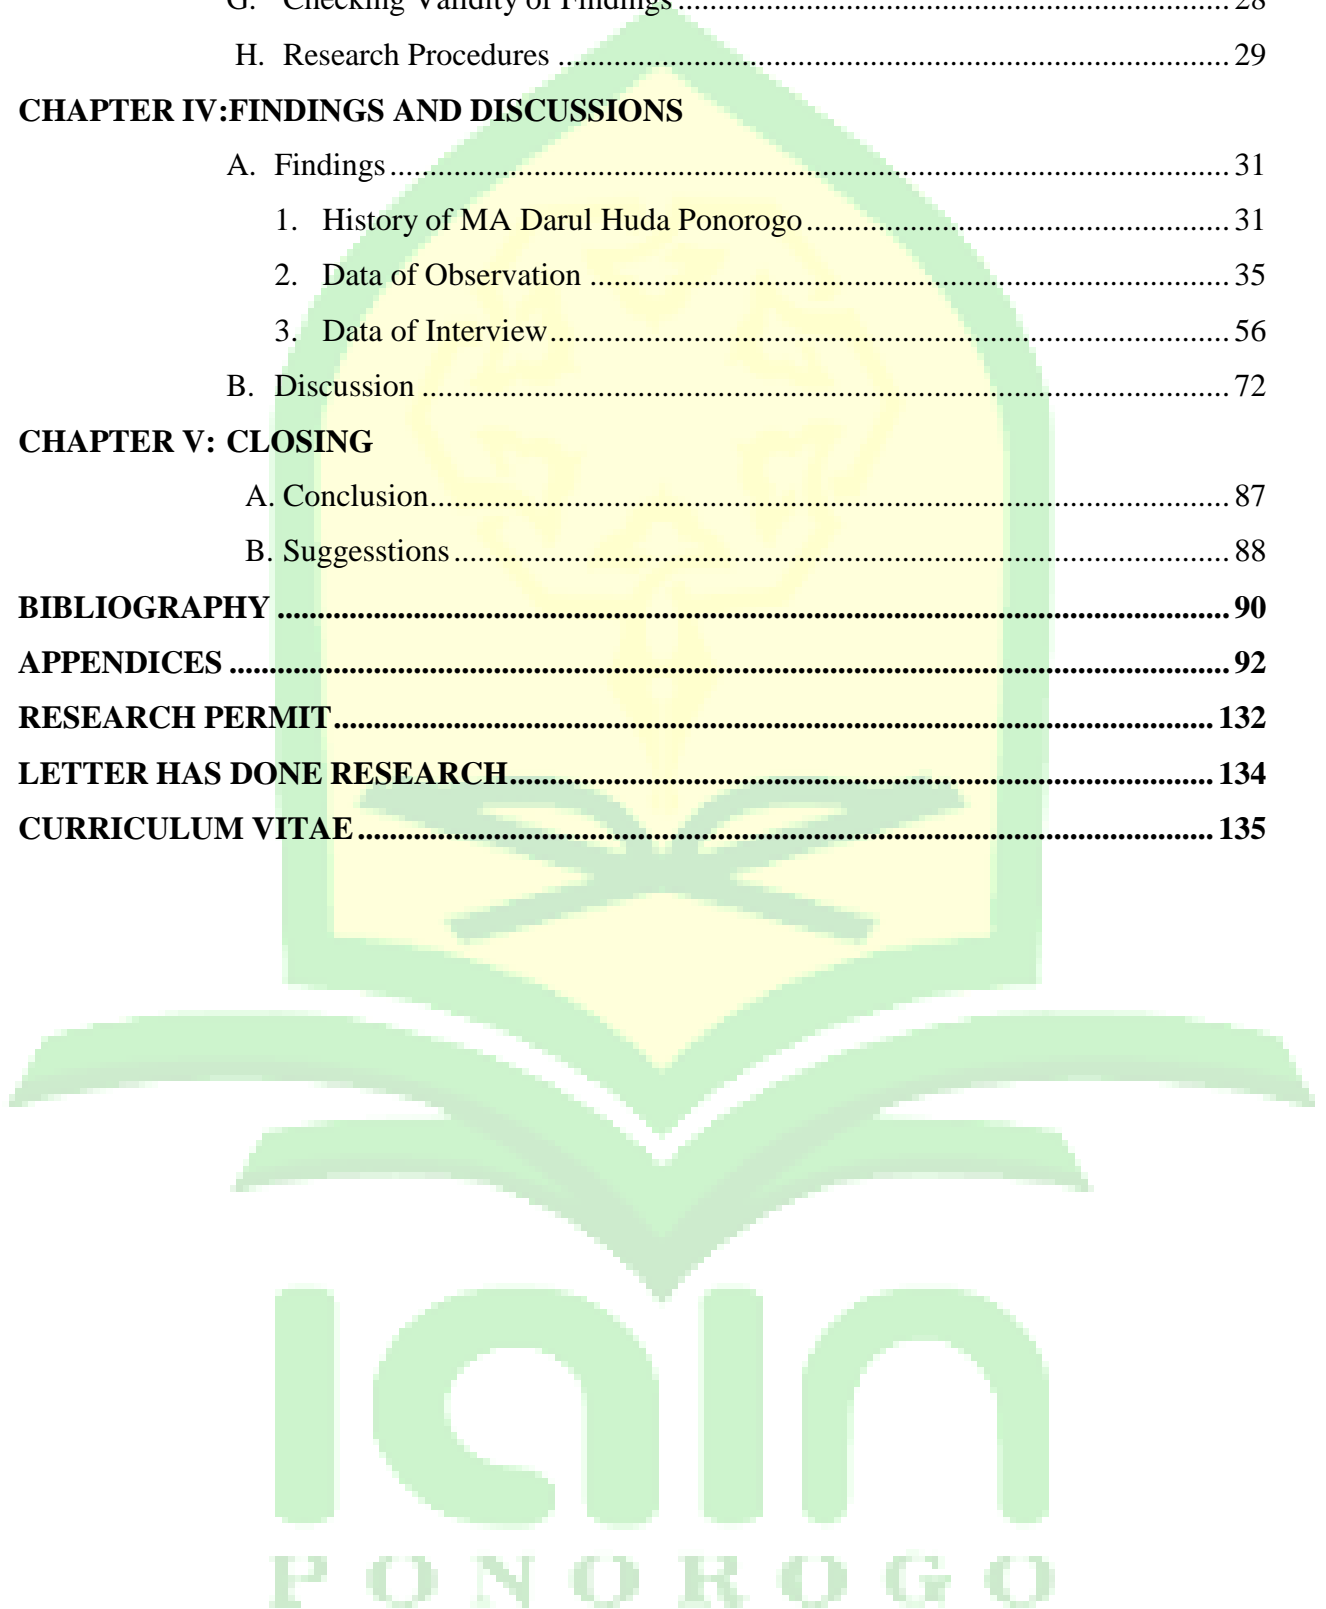 G. Checking Validity of Findings ........................................ 28
H. Research Procedures ........................................ 29
CHAPTER IV:FINDINGS AND DISCUSSIONS
A. Findings ........................................ 31
1. History of MA Darul Huda Ponorogo ........................................ 31
2. Data of Observation ........................................ 35
3. Data of Interview ........................................ 56
B. Discussion ........................................ 72
CHAPTER V: CLOSING
A. Conclusion ........................................ 87
B. Suggesstions ........................................ 88
BIBLIOGRAPHY ........................................ 90
APPENDICES ........................................ 92
RESEARCH PERMIT ........................................ 132
LETTER HAS DONE RESEARCH ........................................ 134
CURRICULUM VITAE ........................................ 135
IAIN
PONOROGO